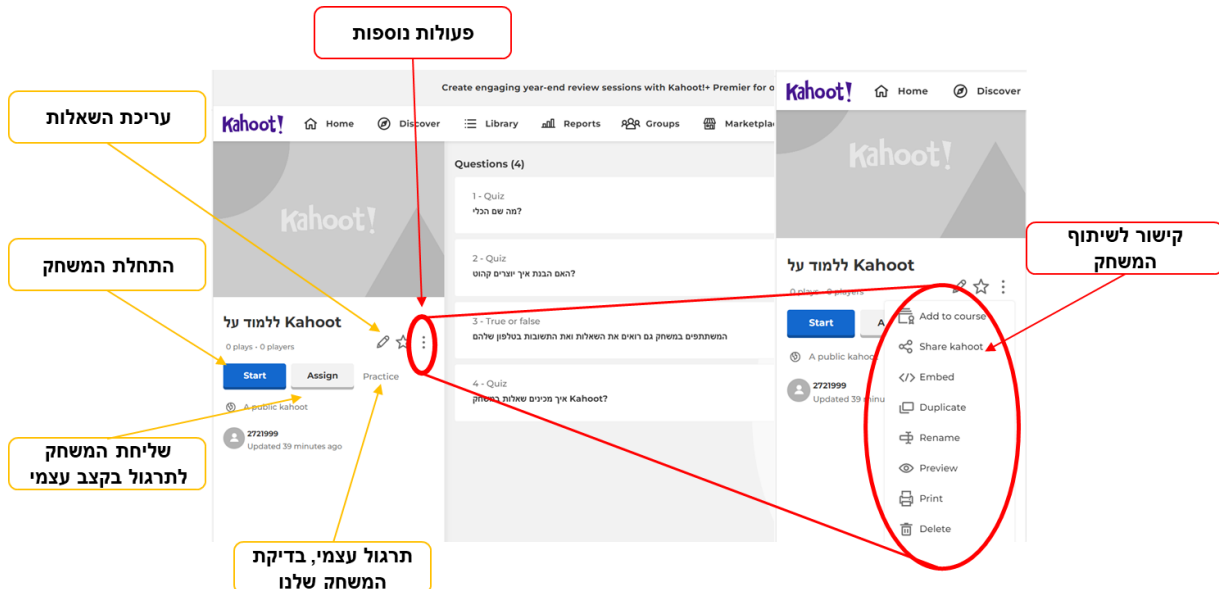 פעולות נוספות
עריכת השאלות
התחלת המשחק
שליחת המשחק
לתרגול בקצב עצמי
תרגול עצמי, בדיקת
המשחק שלנו
קישור לשיתוף
המשחק
Create engaging year-end review sessions with Kahoot!+ Premier for o
Kahoot!
Home
Discover
Library
Reports
Groups
Marketpla
Kahoot!
ללמוד על Kahoot
0 plays - 0 players
Start
Assign
Practice
A public kahoot
2721999
Updated 39 minutes ago
Questions (4)
1 - Quiz
?מה שם הכלי
2 - Quiz
?האם הבנת איך יוצרים קהוט
3 - True or false
המשתתפים במשחק גם רואים את השאלות ואת התשובות בטלפון שלהם
4 - Quiz
איך מכינים שאלות במשחק Kahoot?
Kahoot!
Home
Discover
Kahoot!
ללמוד על Kahoot
0 plays - 0 players
Start
A
A public kahoo
2721999
Updated 39 minu
Add to course
Share kahoot
Embed
Duplicate
Rename
Preview
Print
Delete